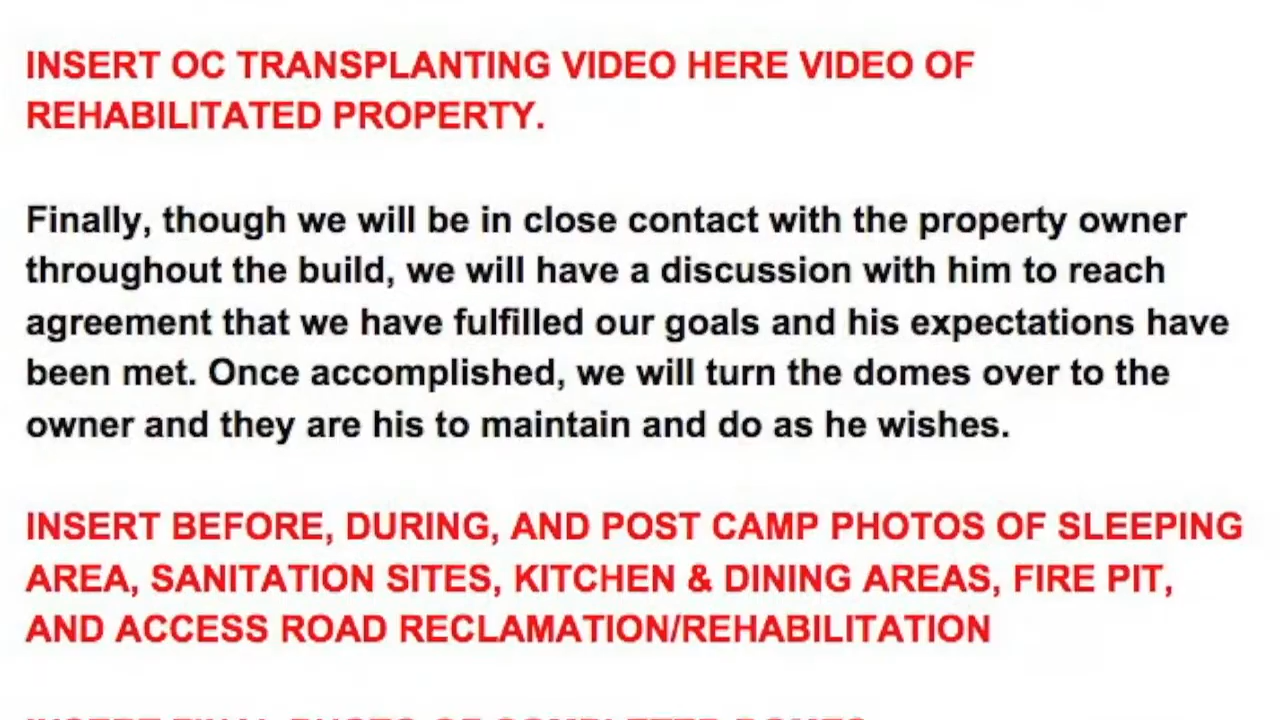 INSERT OC TRANSPLANTING VIDEO HERE VIDEO OF
REHABILITATED PROPERTY.
Finally, though we will be in close contact with the property owner
throughout the build, we will have a discussion with him to reach
agreement that we have fulfilled our goals and his expectations have
been met. Once accomplished, we will turn the domes over to the
owner and they are his to maintain and do as he wishes.
INSERT BEFORE, DURING, AND POST CAMP PHOTOS OF SLEEPING
AREA, SANITATION SITES, KITCHEN & DINING AREAS, FIRE PIT,
AND ACCESS ROAD RECLAMATION/REHABILITATION